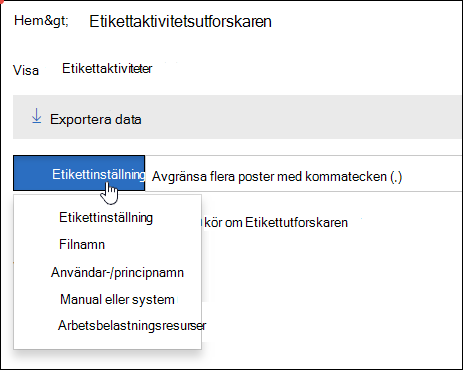 Hem&gt; Etikettaktivitetsutforskaren
Visa Etikettaktiviteter
Exportera data
Etikettinställning Avgränsa flera poster med kommatecken (.)
Etikettinställning kör om Etikettutforskaren
Filnamn
Användar-/principnamn
Manual eller system
Arbetsbelastningsresurser